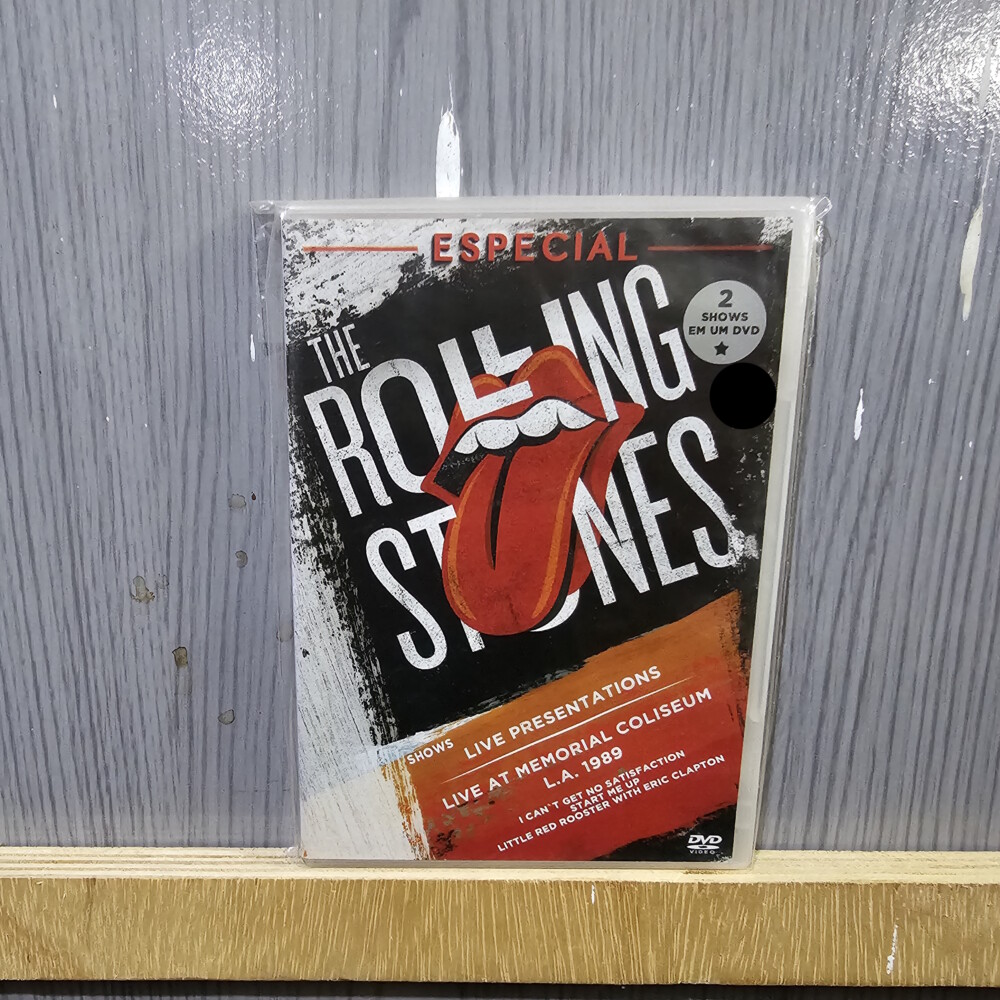 ESPECIAL
2
SHOWS
EM UM DVD
THE
ROLLING
STONES
SHOWS
LIVE PRESENTATIONS
LIVE AT MEMORIAL COLISEUM
L.A. 1989
I CAN'T GET NO SATISFACTION
START ME UP
LITTLE RED ROOSTER WITH ERIC CLAPTON
DVD
VIDEO